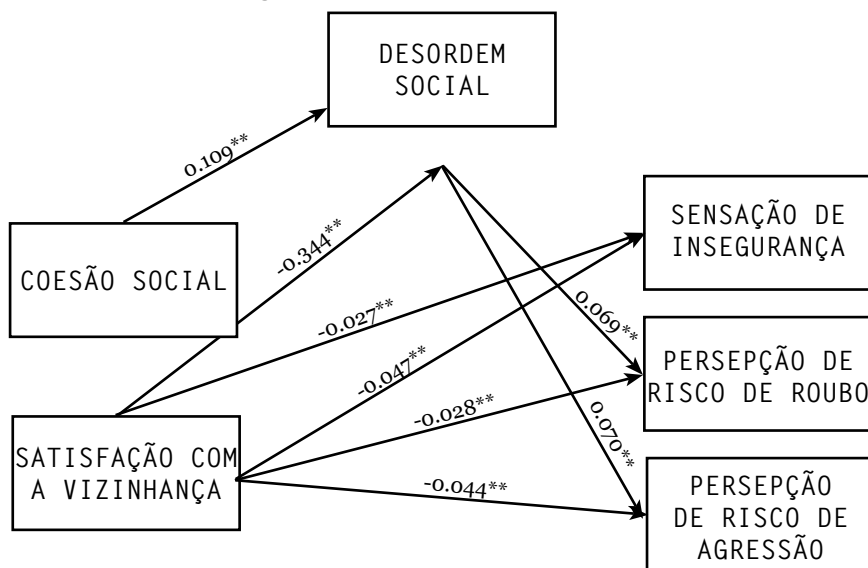 DESORDEM
SOCIAL
0.109**
COESÃO SOCIAL
-0.344**
SENSAÇÃO DE
INSEGURANÇA
-0.027**
-0.047**
0.069**
PERSEPÇÃO DE
RISCO DE ROUBO
-0.028**
0.070**
SATISFAÇÃO COM
A VIZINHANÇA
-0.044**
PERSEPÇÃO
DE RISCO DE
AGRESSÃO